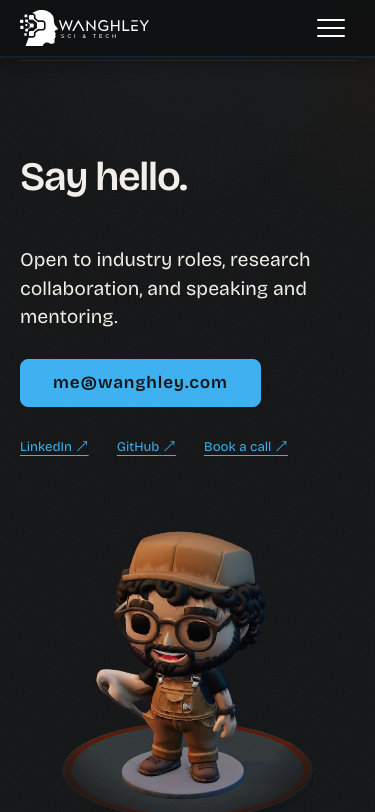 WANGHLEY
SCI & TECH
Say hello.
Open to industry roles, research
collaboration, and speaking and
mentoring.
me@wanghley.com
LinkedIn ↗ GitHub ↗ Book a call ↗